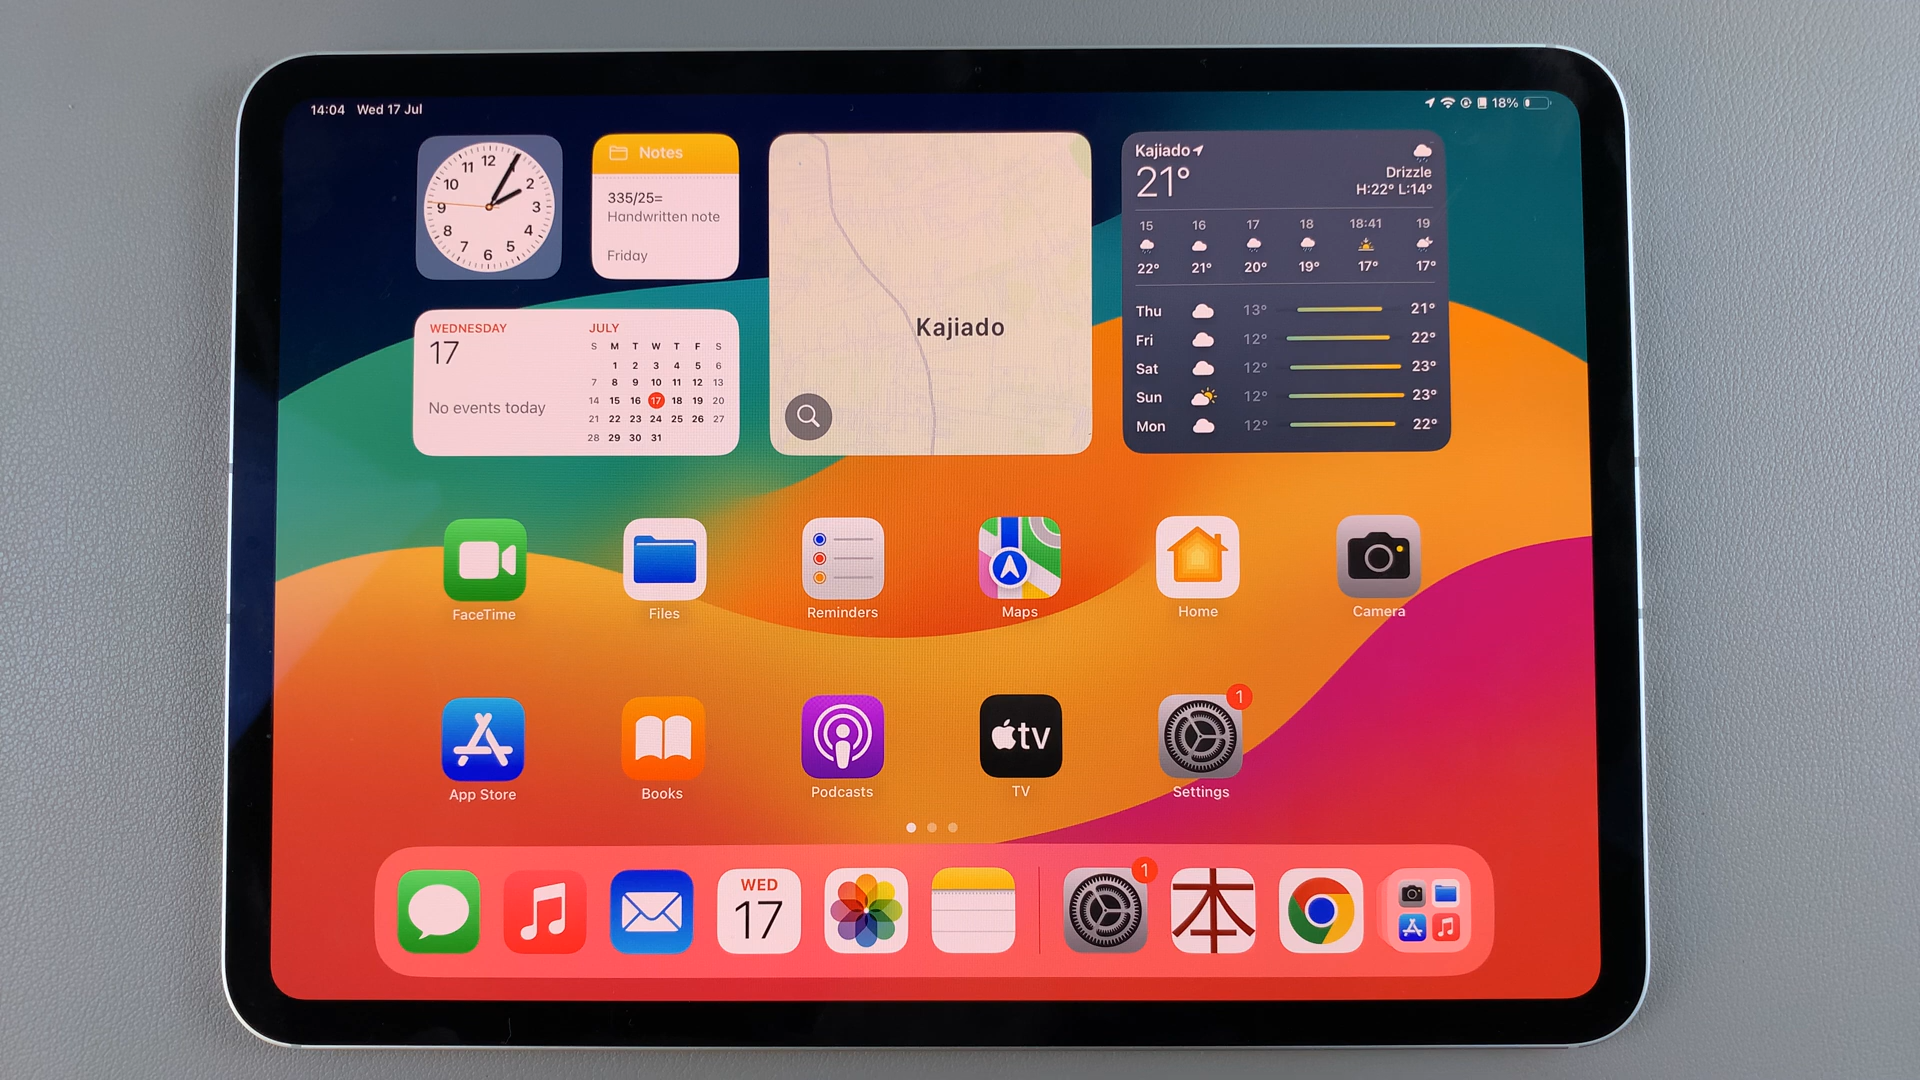 14:04 Wed 17 Jul
18%
12
1
2
3
4
5
6
7
8
9
10
11
Notes
335/25=
Handwritten note
Friday
WEDNESDAY
17
No events today
JULY
S M T W T F S
1 2 3 4 5 6
7 8 9 10 11 12 13
14 15 16 17 18 19 20
21 22 23 24 25 26 27
28 29 30 31
Kajiado
Kajiado
21°
Drizzle
H:22° L:14°
15 16 17 18 18:41 19
22° 21° 20° 19° 17° 17°
Thu 13° 21°
Fri 12° 22°
Sat 12° 23°
Sun 12° 23°
Mon 12° 22°
FaceTime Files Reminders Maps Home Camera
tv
1
App Store Books Podcasts TV Settings
WED
17
1
本